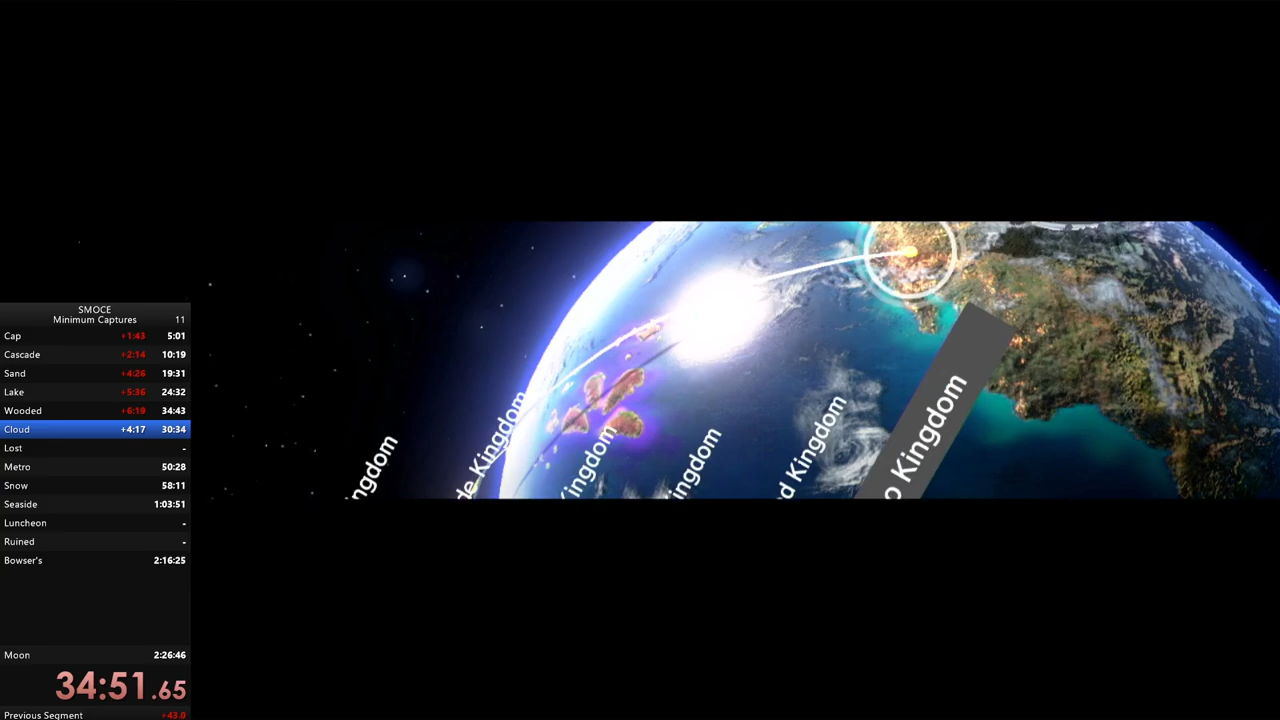 SMOCE
Minimum Captures 11
Cap +1:43 5:01
Cascade +2:14 10:19
Sand +4:26 19:31
Lake +5:36 24:32
Wooded +6:19 34:43
Cloud +4:17 30:34
Lost -
Metro 50:28
Snow 58:11
Seaside 1:03:51
Luncheon -
Ruined -
Bowser's 2:16:25
Moon 2:26:46
34:51.65
Previous Segment +43.0
ngdom
de Kingdom
Kingdom
ingdom
d Kingdom
o Kingdom